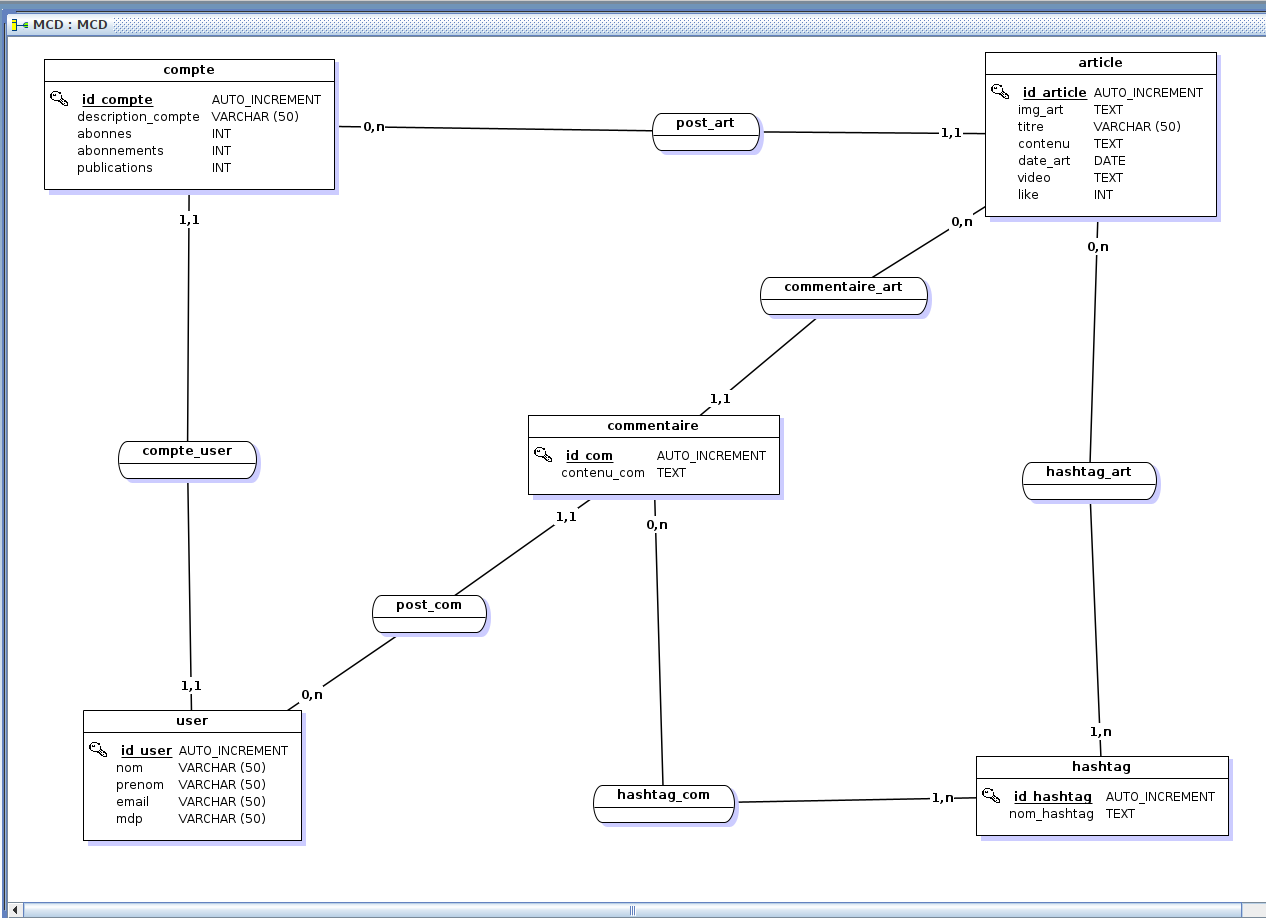 MCD : MCD
compte
id_compte AUTO_INCREMENT
description_compte VARCHAR (50)
abonnes INT
abonnements INT
publications INT
0,n
post_art
1,1
article
id_article AUTO_INCREMENT
img_art TEXT
titre VARCHAR (50)
contenu TEXT
date_art DATE
video TEXT
like INT
1,1
0,n
0,n
commentaire_art
1,1
commentaire
id_com AUTO_INCREMENT
contenu_com TEXT
compte_user
hashtag_art
1,1
0,n
post_com
1,1
0,n
user
id_user AUTO_INCREMENT
nom VARCHAR (50)
prenom VARCHAR (50)
email VARCHAR (50)
mdp VARCHAR (50)
hashtag_com
1,n
1,n
hashtag
id_hashtag AUTO_INCREMENT
nom_hashtag TEXT